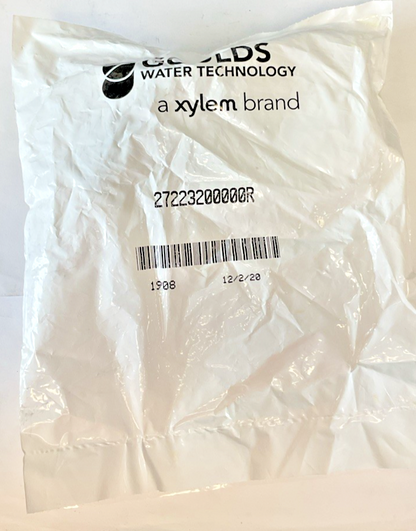 GOULDS
WATER TECHNOLOGY
a xylem brand
27223200000R
1908 12/2/20